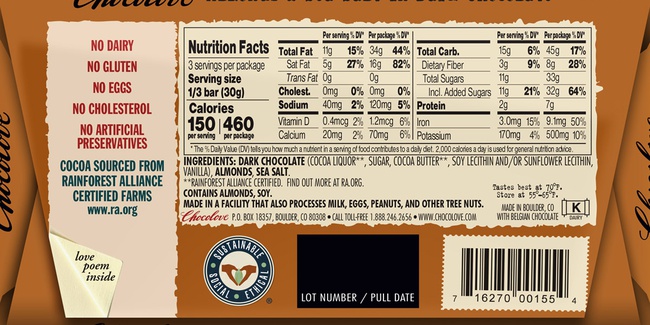 Chocolove
NO DAIRY
NO GLUTEN
NO EGGS
NO CHOLESTEROL
NO ARTIFICIAL
PRESERVATIVES
COCOA SOURCED FROM
RAINFOREST ALLIANCE
CERTIFIED FARMS
www.ra.org
love
poem
inside
Nutrition Facts
3 servings per package
Serving size
1/3 bar (30g)
Calories
150 per serving | 460 per package
Per serving % DV* Per package % DV*
Total Fat 11g 15% 34g 44%
Sat Fat 5g 27% 16g 82%
Trans Fat 0g 0g
Cholest. 0mg 0% 0mg 0%
Sodium 40mg 2% 120mg 5%
Vitamin D 0.4mcg 2% 1.2mcg 6%
Calcium 20mg 2% 70mg 6%
Per serving % DV* Per package % DV*
Total Carb. 15g 6% 45g 17%
Dietary Fiber 3g 9% 8g 28%
Total Sugars 11g 33g
Incl. Added Sugars 11g 21% 32g 64%
Protein 2g 7g
Iron 3.0mg 15% 9.1mg 50%
Potassium 170mg 4% 500mg 10%
*The % Daily Value (DV) tells you how much a nutrient in a serving of food contributes to a daily diet. 2,000 calories a day is used for general nutrition advice.
INGREDIENTS: DARK CHOCOLATE (COCOA LIQUOR**, SUGAR, COCOA BUTTER**, SOY LECITHIN AND/OR SUNFLOWER LECITHIN,
VANILLA), ALMONDS, SEA SALT.
**RAINFOREST ALLIANCE CERTIFIED. FIND OUT MORE AT RA.ORG.
CONTAINS ALMONDS, SOY.
MADE IN A FACILITY THAT ALSO PROCESSES MILK, EGGS, PEANUTS, AND OTHER TREE NUTS.
Chocolove P.O. BOX 18357, BOULDER, CO 80308 • CALL TOLL-FREE 1.888.246.2656 • WWW.CHOCOLOVE.COM
Tastes best at 70°F.
Store at 55°-65°F.
MADE IN BOULDER, CO
WITH BELGIAN CHOCOLATE
K
DAIRY
SUSTAINABLE
SOCIAL ETHICAL
®
LOT NUMBER / PULL DATE
7 16270 00155 4
Chocolove